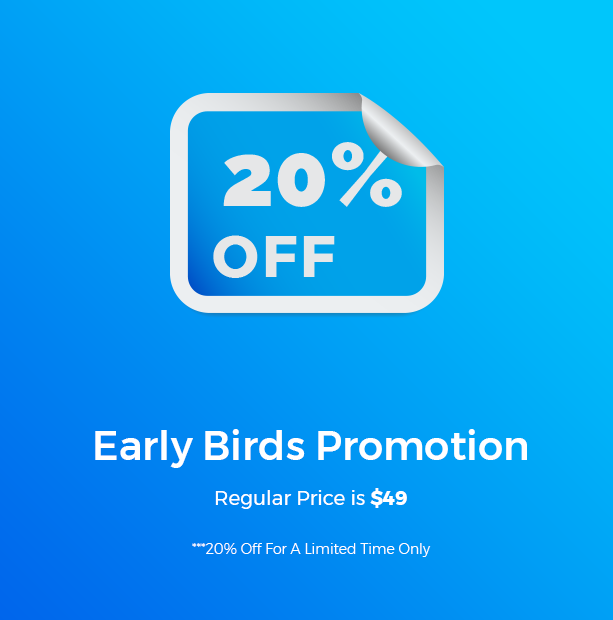 20%
OFF
Early Birds Promotion
Regular Price is $49
***20% Off For A Limited Time Only